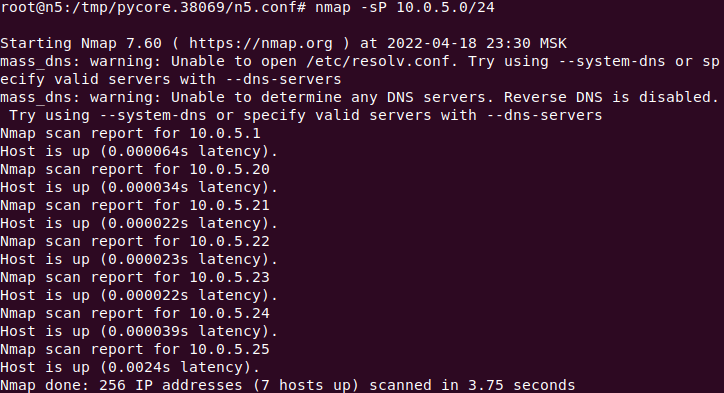 root@n5:/tmp/pycore.38069/n5.conf# nmap -sP 10.0.5.0/24
Starting Nmap 7.60 ( https://nmap.org ) at 2022-04-18 23:30 MSK
mass_dns: warning: Unable to open /etc/resolv.conf. Try using --system-dns or sp
ecify valid servers with --dns-servers
mass_dns: warning: Unable to determine any DNS servers. Reverse DNS is disabled.
 Try using --system-dns or specify valid servers with --dns-servers
Nmap scan report for 10.0.5.1
Host is up (0.000064s latency).
Nmap scan report for 10.0.5.20
Host is up (0.000034s latency).
Nmap scan report for 10.0.5.21
Host is up (0.000022s latency).
Nmap scan report for 10.0.5.22
Host is up (0.000023s latency).
Nmap scan report for 10.0.5.23
Host is up (0.000022s latency).
Nmap scan report for 10.0.5.24
Host is up (0.000039s latency).
Nmap scan report for 10.0.5.25
Host is up (0.0024s latency).
Nmap done: 256 IP addresses (7 hosts up) scanned in 3.75 seconds